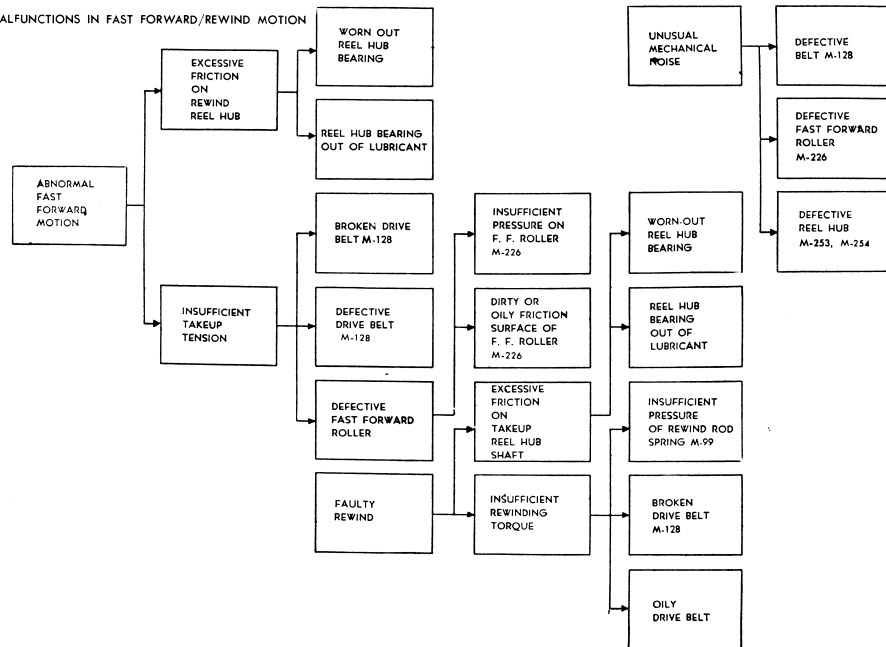 ALFUNCTIONS IN FAST FORWARD/REWIND MOTION
ABNORMAL
FAST
FORWARD
MOTION
EXCESSIVE
FRICTION
ON
REWIND
REEL HUB
WORN OUT
REEL HUB
BEARING
REEL HUB BEARING
OUT OF LUBRICANT
INSUFFICIENT
TAKEUP
TENSION
BROKEN DRIVE
BELT M-128
DEFECTIVE
DRIVE BELT
M-128
DEFECTIVE
FAST FORWARD
ROLLER
INSUFFICIENT
PRESSURE ON
F. F. ROLLER
M-226
DIRTY OR
OILY FRICTION
SURFACE OF
F. F. ROLLER
M-226
FAULTY
REWIND
EXCESSIVE
FRICTION
ON
TAKEUP
REEL HUB
SHAFT
INSUFFICIENT
REWINDING
TORQUE
WORN-OUT
REEL HUB
BEARING
REEL HUB
BEARING
OUT OF
LUBRICANT
INSUFFICIENT
PRESSURE
OF REWIND ROD
SPRING M-99
BROKEN
DRIVE BELT
M-128
OILY
DRIVE BELT
UNUSUAL
MECHANICAL
NOISE
DEFECTIVE
BELT M-128
DEFECTIVE
FAST FORWARD
ROLLER
M-226
DEFECTIVE
REEL HUB
M-253, M-254